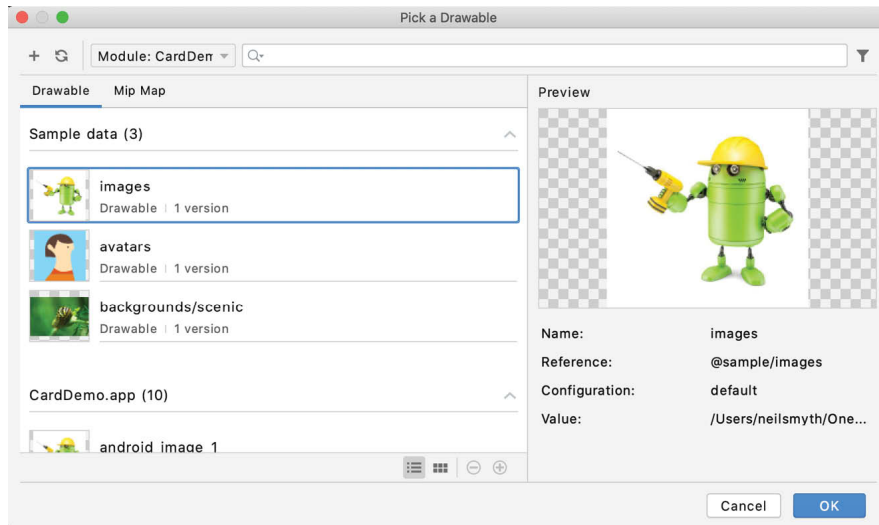 Pick a Drawable
Module: CardDem
Drawable Mip Map
Sample data (3)
images
Drawable | 1 version
avatars
Drawable | 1 version
backgrounds/scenic
Drawable | 1 version
CardDemo.app (10)
android_image_1
Preview
Name: images
Reference: @sample/images
Configuration: default
Value: /Users/neilsmyth/One...
Cancel OK